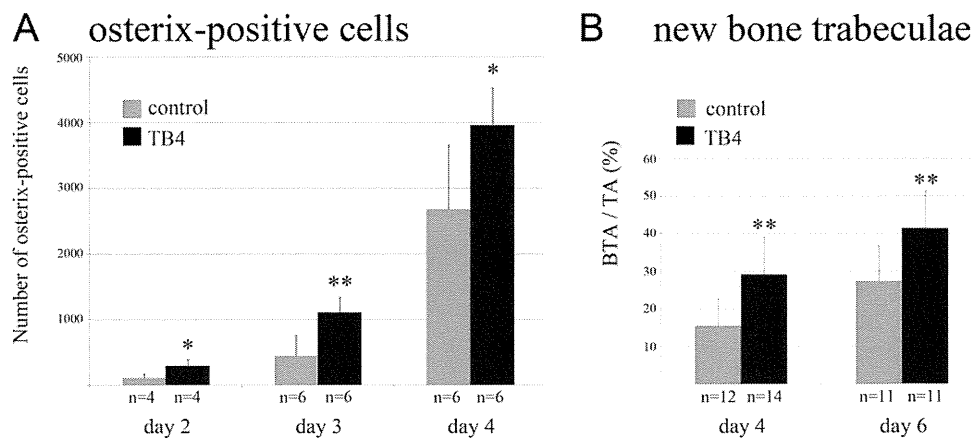 A osterix-positive cells
Number of osterix-positive cells
5000
4000
3000
2000
1000
control
TB4
*
**
*
n=4 n=4
n=6 n=6
n=6 n=6
day 2
day 3
day 4
B new bone trabeculae
control
TB4
BTA / TA (%)
60
50
40
30
20
10
**
**
n=12 n=14
n=11 n=11
day 4
day 6